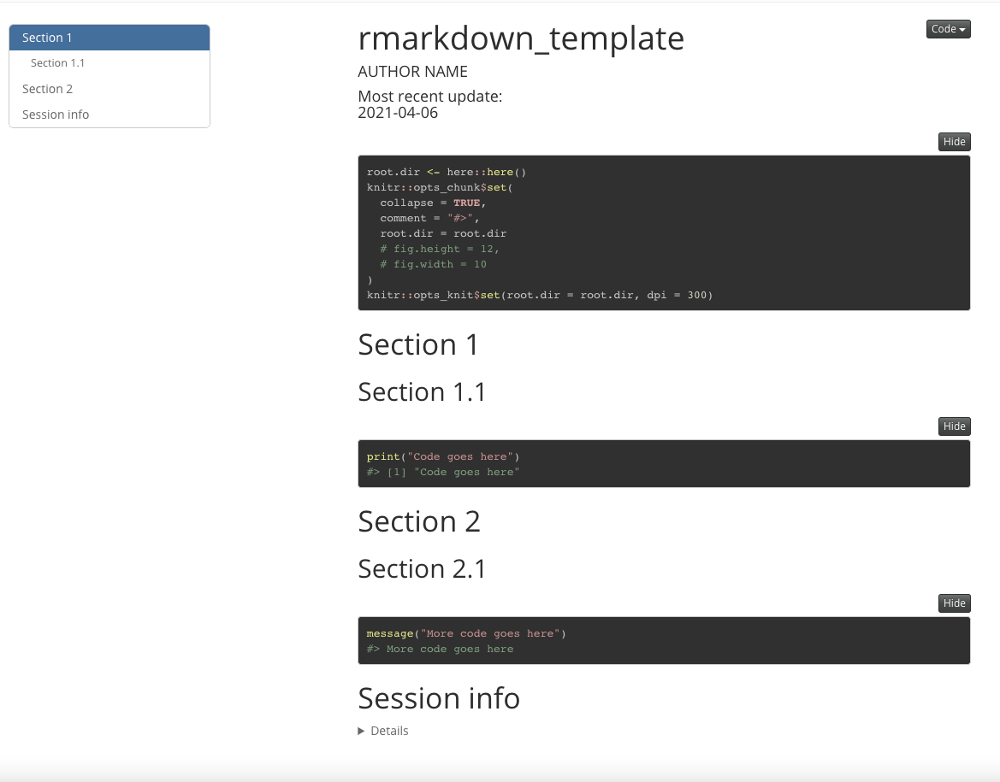 Section 1
Section 1.1
Section 2
Session info
rmarkdown_template
Code
AUTHOR NAME
Most recent update:
2021-04-06
Hide
root.dir <- here::here()
knitr::opts_chunk$set(
  collapse = TRUE,
  comment = "#>",
  root.dir = root.dir
  # fig.height = 12,
  # fig.width = 10
)
knitr::opts_knit$set(root.dir = root.dir, dpi = 300)
Section 1
Section 1.1
Hide
print("Code goes here")
#> [1] "Code goes here"
Section 2
Section 2.1
Hide
message("More code goes here")
#> More code goes here
Session info
Details